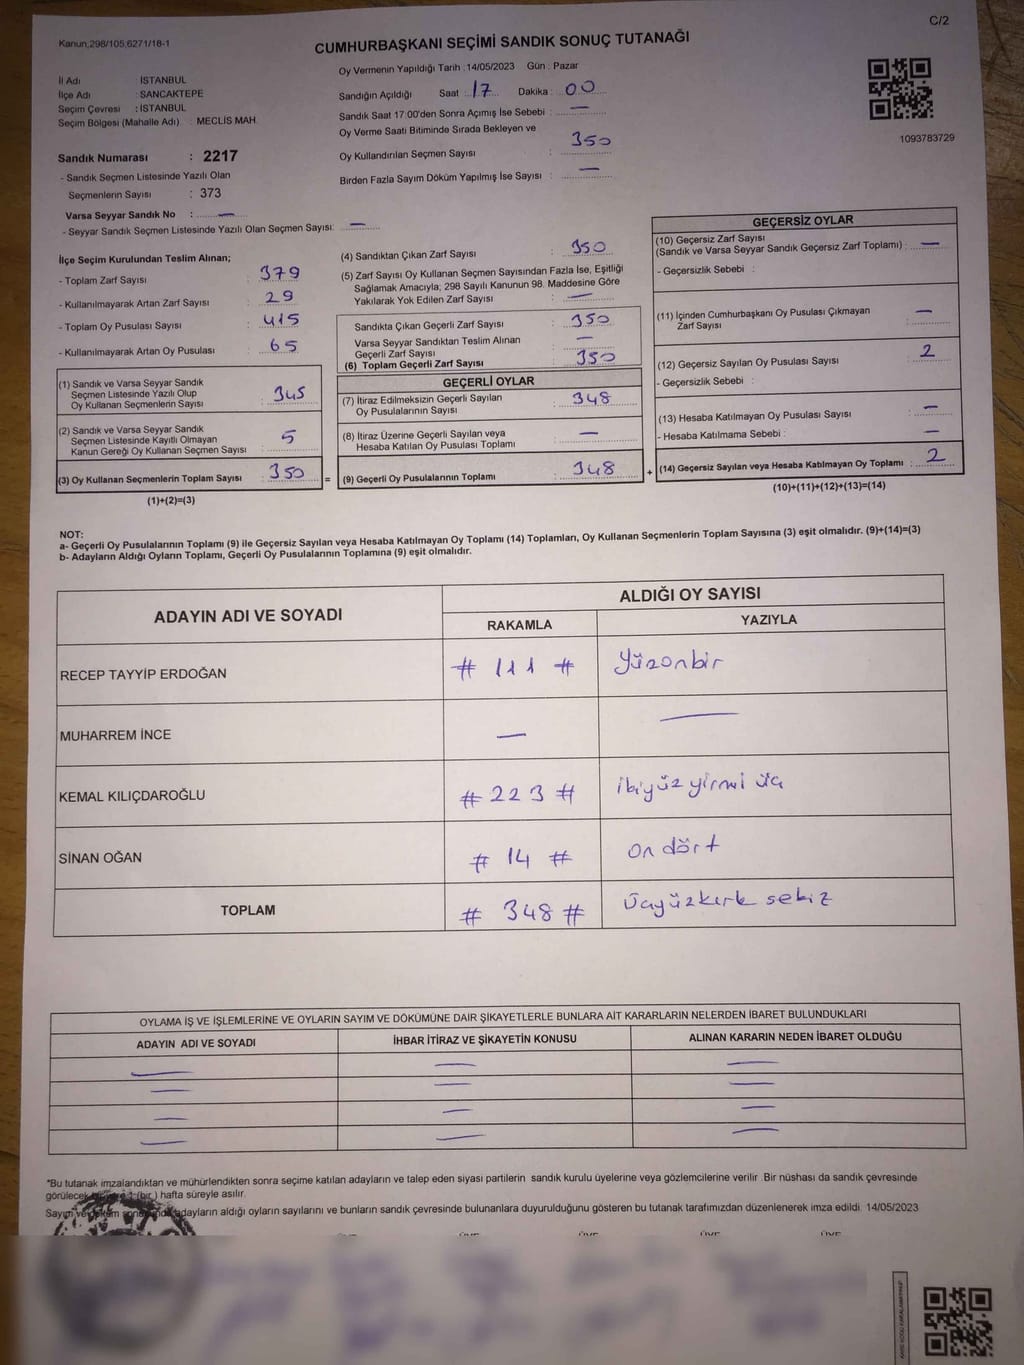 C/2
Kanun,298/105,6271/18-1
CUMHURBAŞKANI SEÇİMİ SANDIK SONUÇ TUTANAĞI
İl Adı : İSTANBUL
İlçe Adı : SANCAKTEPE
Seçim Çevresi : İSTANBUL
Seçim Bölgesi (Mahalle Adı) : MECLİS MAH.
Sandık Numarası : 2217
- Sandık Seçmen Listesinde Yazılı Olan
Seçmenlerin Sayısı : 373
Varsa Seyyar Sandık No : —
- Seyyar Sandık Seçmen Listesinde Yazılı Olan Seçmen Sayısı: —
Oy Vermenin Yapıldığı Tarih :14/05/2023 Gün : Pazar
Sandığın Açıldığı Saat : 17 Dakika : 00
Sandık Saat 17:00'den Sonra Açımış İse Sebebi : —
Oy Verme Saati Bitiminde Sırada Bekleyen ve
Oy Kullandırılan Seçmen Sayısı : 350
Birden Fazla Sayım Döküm Yapılmış İse Sayısı : —
1093783729
İlçe Seçim Kurulundan Teslim Alınan;
- Toplam Zarf Sayısı : 379
- Kullanılmayarak Artan Zarf Sayısı : 29
- Toplam Oy Pusulası Sayısı : 415
- Kullanılmayarak Artan Oy Pusulası : 65
(1) Sandık ve Varsa Seyyar Sandık
Seçmen Listesinde Yazılı Olup
Oy Kullanan Seçmenlerin Sayısı : 345
(2) Sandık ve Varsa Seyyar Sandık
Seçmen Listesinde Kayıtlı Olmayan
Kanun Gereği Oy Kullanan Seçmen Sayısı : 5
(3) Oy Kullanan Seçmenlerin Toplam Sayısı : 350
(1)+(2)=(3)
(4) Sandıktan Çıkan Zarf Sayısı : 350
(5) Zarf Sayısı Oy Kullanan Seçmen Sayısından Fazla İse, Eşitliği
Sağlamak Amacıyla; 298 Sayılı Kanunun 98. Maddesine Göre
Yakılarak Yok Edilen Zarf Sayısı : —
Sandıkta Çıkan Geçerli Zarf Sayısı : 350
Varsa Seyyar Sandıktan Teslim Alınan
Geçerli Zarf Sayısı : —
(6) Toplam Geçerli Zarf Sayısı : 350
GEÇERLİ OYLAR
(7) İtiraz Edilmeksizin Geçerli Sayılan
Oy Pusulalarının Sayısı : 348
(8) İtiraz Üzerine Geçerli Sayılan veya
Hesaba Katılan Oy Pusulası Toplamı : —
= (9) Geçerli Oy Pusulalarının Toplamı : 348
GEÇERSİZ OYLAR
(10) Geçersiz Zarf Sayısı
(Sandık ve Varsa Seyyar Sandık Geçersiz Zarf Toplamı) : —
- Geçersizlik Sebebi :
(11) İçinden Cumhurbaşkanı Oy Pusulası Çıkmayan
Zarf Sayısı : —
(12) Geçersiz Sayılan Oy Pusulası Sayısı : 2
- Geçersizlik Sebebi :
(13) Hesaba Katılmayan Oy Pusulası Sayısı : —
- Hesaba Katılmama Sebebi : —
+ (14) Geçersiz Sayılan veya Hesaba Katılmayan Oy Toplamı : 2
(10)+(11)+(12)+(13)=(14)
NOT:
a- Geçerli Oy Pusulalarının Toplamı (9) ile Geçersiz Sayılan veya Hesaba Katılmayan Oy Toplamı (14) Toplamları, Oy Kullanan Seçmenlerin Toplam Sayısına (3) eşit olmalıdır. (9)+(14)=(3)
b- Adayların Aldığı Oyların Toplamı, Geçerli Oy Pusulalarının Toplamına (9) eşit olmalıdır.
ADAYIN ADI VE SOYADI ALDIĞI OY SAYISI
RAKAMLA YAZIYLA
RECEP TAYYİP ERDOĞAN # 111 # yüzonbir
MUHARREM İNCE — —
KEMAL KILIÇDAROĞLU # 223 # ikiyüz yirmi üç
SİNAN OĞAN # 14 # on dört
TOPLAM # 348 # üçyüzkırk sekiz
OYLAMA İŞ VE İŞLEMLERİNE VE OYLARIN SAYIM VE DÖKÜMÜNE DAİR ŞİKAYETLERLE BUNLARA AİT KARARLARIN NELERDEN İBARET BULUNDUKLARI
ADAYIN ADI VE SOYADI İHBAR İTİRAZ VE ŞİKAYETİN KONUSU ALINAN KARARIN NEDEN İBARET OLDUĞU
— — —
— — —
— — —
— — —
*Bu tutanak imzalandıktan ve mühürlendikten sonra seçime katılan adayların ve talep eden siyasi partilerin sandık kurulu üyelerine veya gözlemcilerine verilir. Bir nüshası da sandık çevresinde
görülecek (bir) hafta süreyle asılır.
Sayım ve adayların aldığı oyların sayılarını ve bunların sandık çevresinde bulunanlara duyurulduğunu gösteren bu tutanak tarafımızdan düzenlenerek imza edildi. 14/05/2023